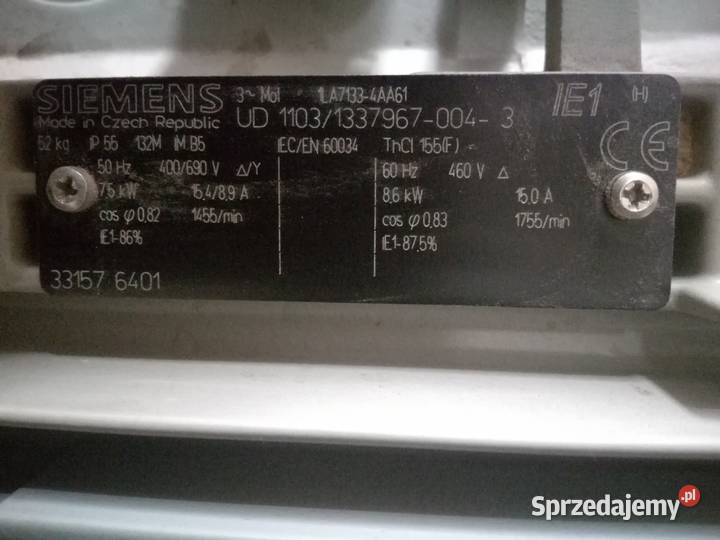 SIEMENS 3~ Mot 1LA7133-4AA61 IE1 (H)
Made in Czech Republic UD 1103/1337967-004-3
52 kg IP 55 132M IM B5 IEC/EN 60034 ThCl 155(F) CE
50 Hz 400/690 V Δ/Y 60 Hz 460 V Δ
7,5 kW 15,4/8,9 A 8,6 kW 15,0 A
cos φ 0,82 1455/min cos φ 0,83 1755/min
IE1-86% IE1-87,5%
331576 6401
Sprzedajemy.pl